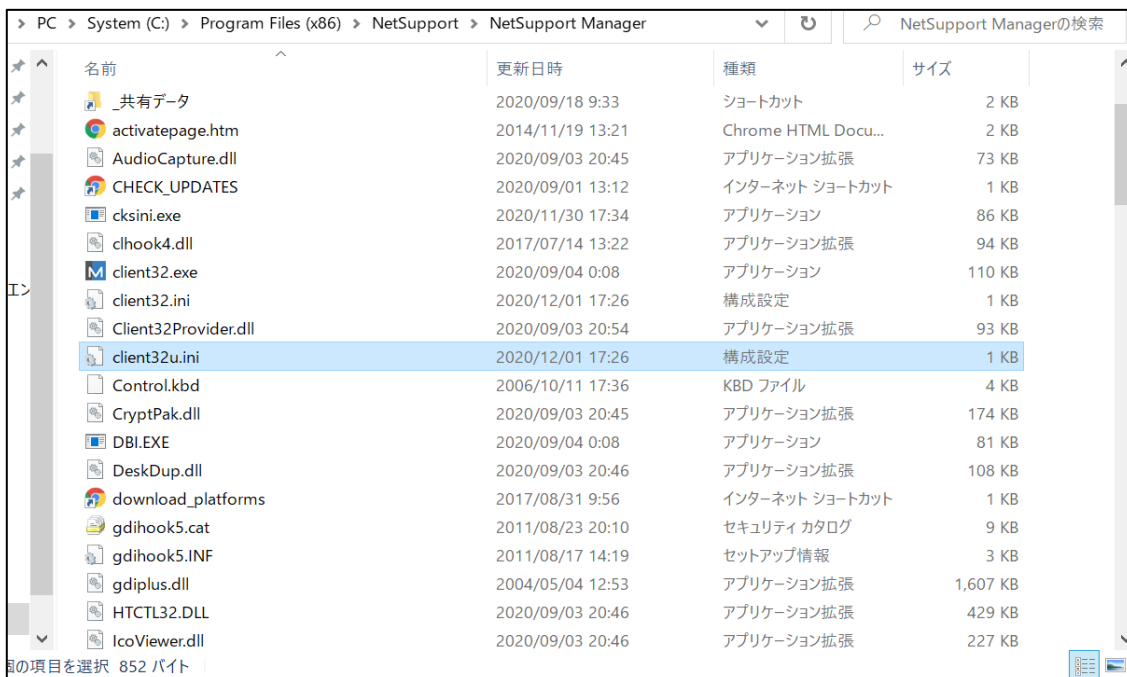 > PC > System (C:) > Program Files (x86) > NetSupport > NetSupport Manager NetSupport Managerの検索
名前 更新日時 種類 サイズ
_共有データ 2020/09/18 9:33 ショートカット 2 KB
activatepage.htm 2014/11/19 13:21 Chrome HTML Docu... 2 KB
AudioCapture.dll 2020/09/03 20:45 アプリケーション拡張 73 KB
CHECK_UPDATES 2020/09/01 13:12 インターネット ショートカット 1 KB
cksini.exe 2020/11/30 17:34 アプリケーション 86 KB
clhook4.dll 2017/07/14 13:22 アプリケーション拡張 94 KB
client32.exe 2020/09/04 0:08 アプリケーション 110 KB
エン
client32.ini 2020/12/01 17:26 構成設定 1 KB
Client32Provider.dll 2020/09/03 20:54 アプリケーション拡張 93 KB
client32u.ini 2020/12/01 17:26 構成設定 1 KB
Control.kbd 2006/10/11 17:36 KBD ファイル 4 KB
CryptPak.dll 2020/09/03 20:45 アプリケーション拡張 174 KB
DBI.EXE 2020/09/04 0:08 アプリケーション 81 KB
DeskDup.dll 2020/09/03 20:46 アプリケーション拡張 108 KB
download_platforms 2017/08/31 9:56 インターネット ショートカット 1 KB
gdihook5.cat 2011/08/23 20:10 セキュリティ カタログ 9 KB
gdihook5.INF 2011/08/17 14:19 セットアップ情報 3 KB
gdiplus.dll 2004/05/04 12:53 アプリケーション拡張 1,607 KB
HTCTL32.DLL 2020/09/03 20:46 アプリケーション拡張 429 KB
IcoViewer.dll 2020/09/03 20:46 アプリケーション拡張 227 KB
個の項目を選択 852 バイト